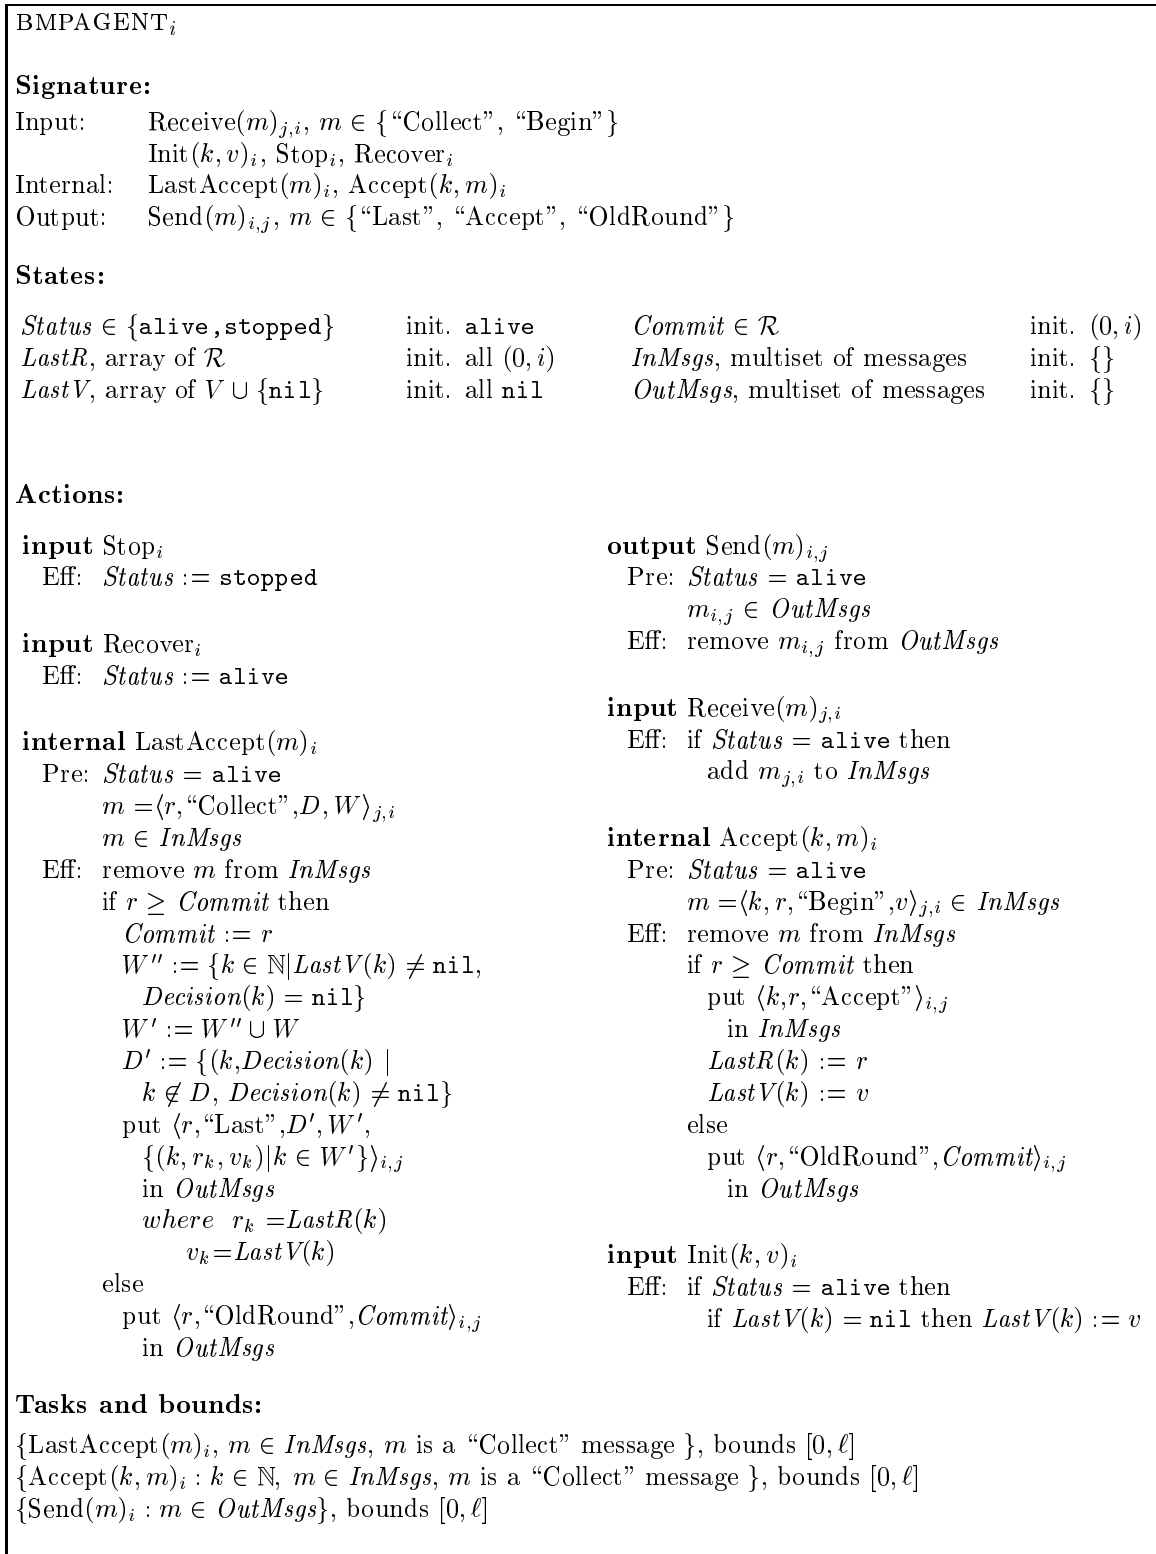 BMPAGENT_i
Signature:
Input: Receive(m)_{j,i}, m ∈ {“Collect”, “Begin”}
Init(k, v)_i, Stop_i, Recover_i
Internal: LastAccept(m)_i, Accept(k, m)_i
Output: Send(m)_{i,j}, m ∈ {“Last”, “Accept”, “OldRound”}
States:
Status ∈ {alive,stopped} init. alive Commit ∈ ℛ init. (0, i)
LastR, array of ℛ init. all (0, i) InMsgs, multiset of messages init. {}
LastV, array of V ∪ {nil} init. all nil OutMsgs, multiset of messages init. {}
Actions:
input Stop_i
Eff: Status := stopped
input Recover_i
Eff: Status := alive
internal LastAccept(m)_i
Pre: Status = alive
m =⟨r,“Collect”,D, W⟩_{j,i}
m ∈ InMsgs
Eff: remove m from InMsgs
if r ≥ Commit then
Commit := r
W′′ := {k ∈ ℕ|LastV(k) ≠ nil,
Decision(k) = nil}
W′ := W′′ ∪ W
D′ := {(k,Decision(k) |
k ∉ D, Decision(k) ≠ nil}
put ⟨r,“Last”,D′, W′,
{(k, r_k, v_k)|k ∈ W′}⟩_{i,j}
in OutMsgs
where r_k =LastR(k)
v_k=LastV(k)
else
put ⟨r,“OldRound”,Commit⟩_{i,j}
in OutMsgs
output Send(m)_{i,j}
Pre: Status = alive
m_{i,j} ∈ OutMsgs
Eff: remove m_{i,j} from OutMsgs
input Receive(m)_{j,i}
Eff: if Status = alive then
add m_{j,i} to InMsgs
internal Accept(k, m)_i
Pre: Status = alive
m =⟨k, r,“Begin”,v⟩_{j,i} ∈ InMsgs
Eff: remove m from InMsgs
if r ≥ Commit then
put ⟨k,r,“Accept”⟩_{i,j}
in InMsgs
LastR(k) := r
LastV(k) := v
else
put ⟨r,“OldRound”,Commit⟩_{i,j}
in OutMsgs
input Init(k, v)_i
Eff: if Status = alive then
if LastV(k) = nil then LastV(k) := v
Tasks and bounds:
{LastAccept(m)_i, m ∈ InMsgs, m is a “Collect” message }, bounds [0, ℓ]
{Accept(k, m)_i : k ∈ ℕ, m ∈ InMsgs, m is a “Collect” message }, bounds [0, ℓ]
{Send(m)_i : m ∈ OutMsgs}, bounds [0, ℓ]